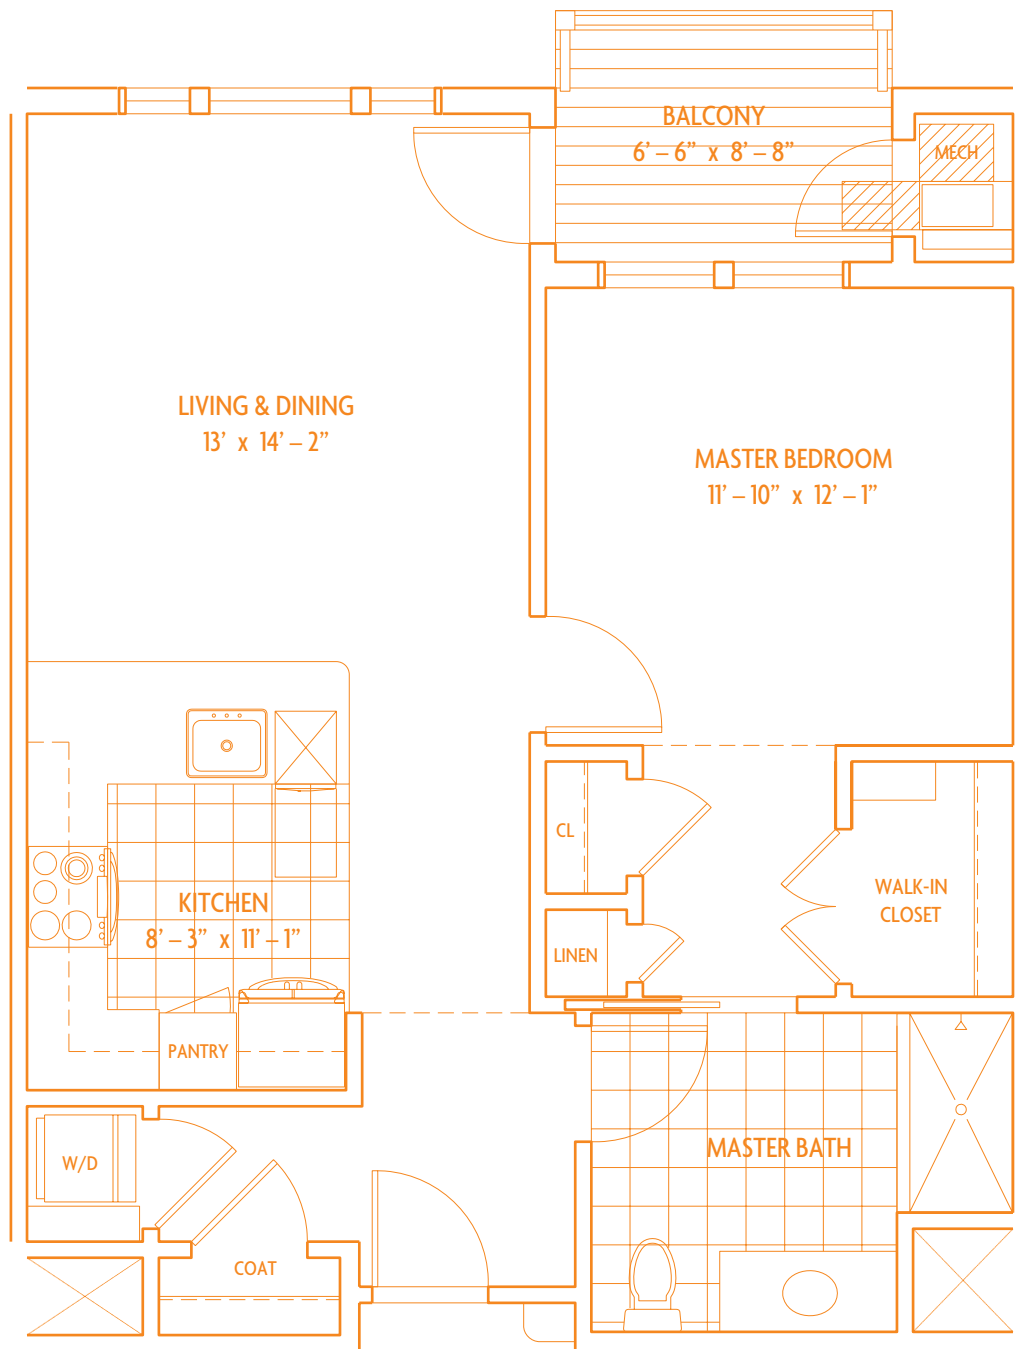 BALCONY
6’ – 6” x 8’ – 8”
MECH
LIVING & DINING
13’ x 14’ – 2”
MASTER BEDROOM
11’ – 10” x 12’ – 1”
CL
WALK-IN
CLOSET
KITCHEN
8’ – 3” x 11’ – 1”
LINEN
PANTRY
MASTER BATH
W/D
COAT